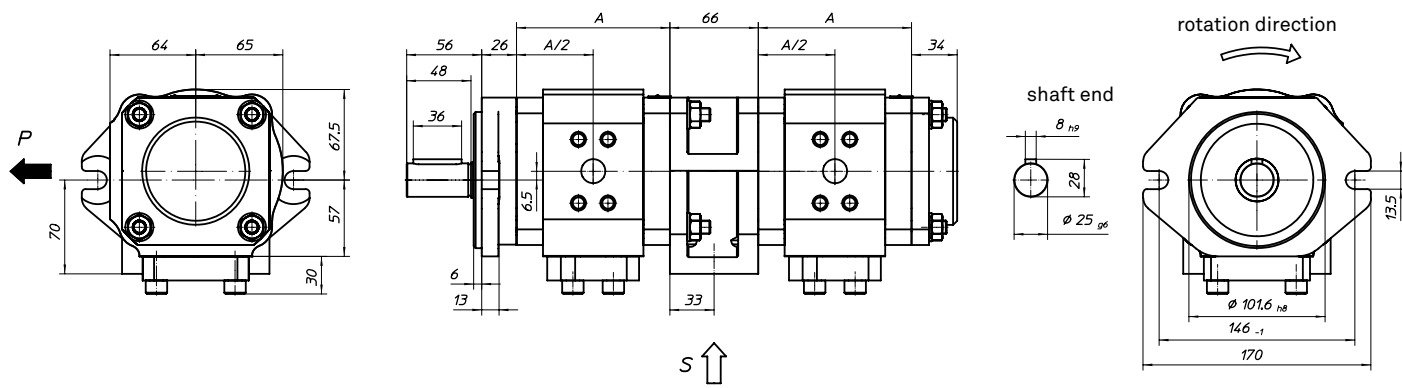 64
65
P
67.5
57
70
30
A
66
A
56
26
A/2
A/2
34
48
36
6.5
6
13
33
S
rotation direction
shaft end
8 h9
28
Ø 25 g6
13.5
Ø 101.6 h8
146 -1
170